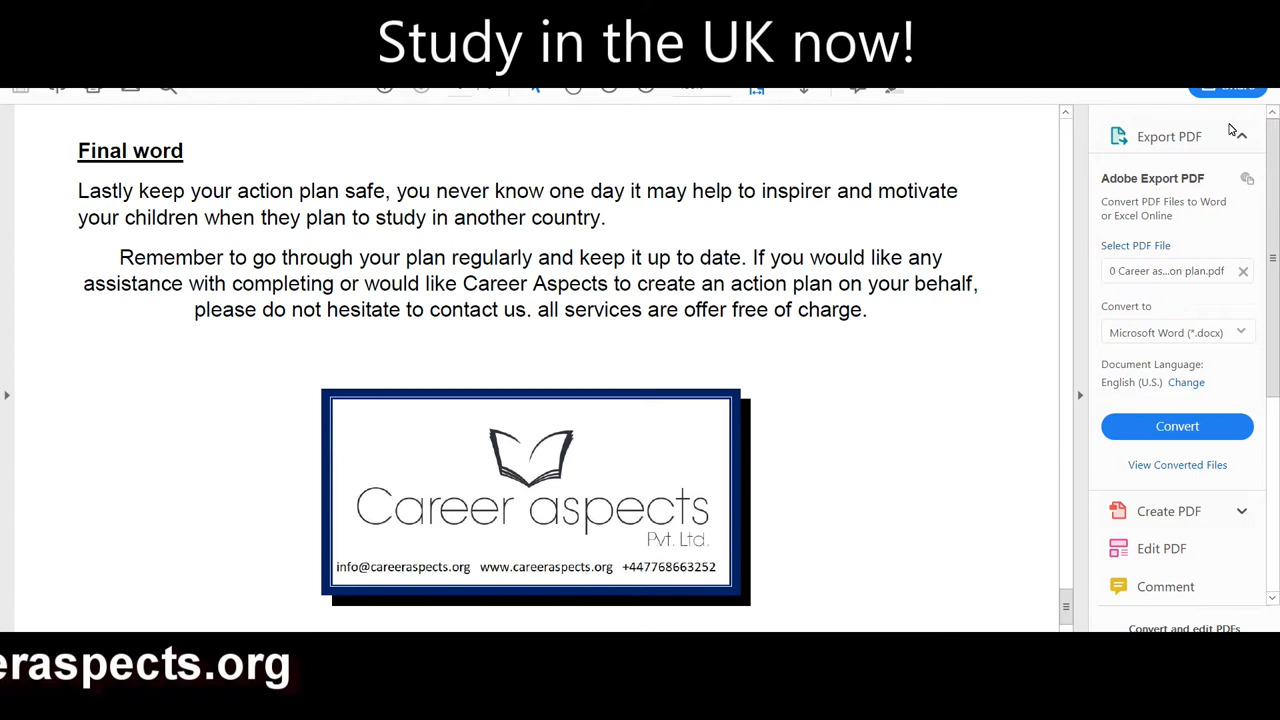 Study in the UK now!
Final word
Lastly keep your action plan safe, you never know one day it may help to inspirer and motivate
your children when they plan to study in another country.
Remember to go through your plan regularly and keep it up to date. If you would like any
assistance with completing or would like Career Aspects to create an action plan on your behalf,
please do not hesitate to contact us. all services are offer free of charge.
Career aspects
Pvt. Ltd.
info@careeraspects.org www.careeraspects.org +447768663252
Export PDF
Adobe Export PDF
Convert PDF Files to Word
or Excel Online
Select PDF File
0 Career as...on plan.pdf
Convert to
Microsoft Word (*.docx)
Document Language:
English (U.S.) Change
Convert
View Converted Files
Create PDF
Edit PDF
Comment
Convert and edit PDFs
eraspects.org